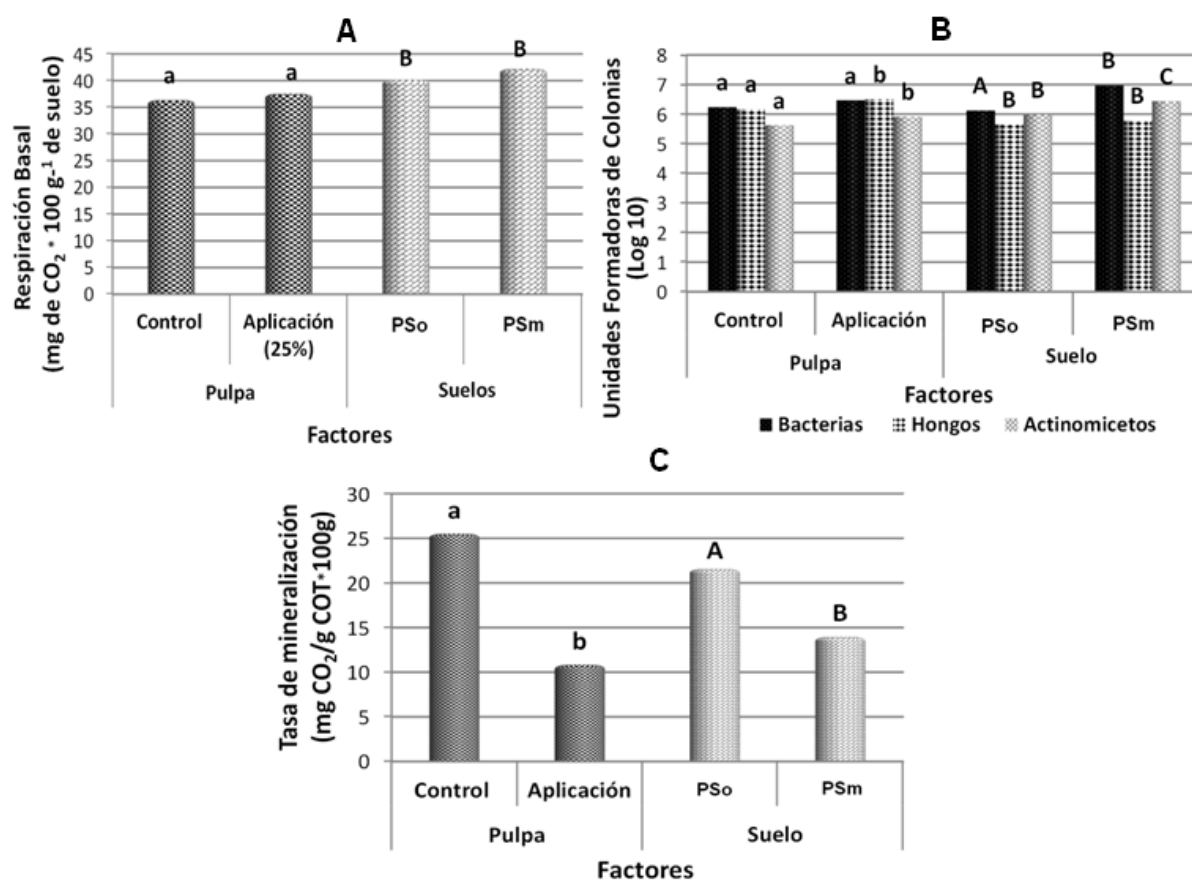 A
Respiración Basal
(mg de CO₂ * 100 g⁻¹ de suelo)
45
40
35
30
25
20
15
10
5
0
a
a
B
B
Control
Aplicación
(25%)
PSo
PSm
Pulpa
Suelos
Factores
B
Unidades Formadoras de Colonias
(Log 10)
8
7
6
5
4
3
2
1
0
a a a
a b b
A B B
B B C
Control
Aplicación
PSo
PSm
Pulpa
Suelo
Factores
Bacterias Hongos Actinomicetos
C
Tasa de mineralización
(mg CO₂/g COT*100g)
30
25
20
15
10
5
0
a
b
A
B
Control
Aplicación
PSo
PSm
Pulpa
Suelo
Factores